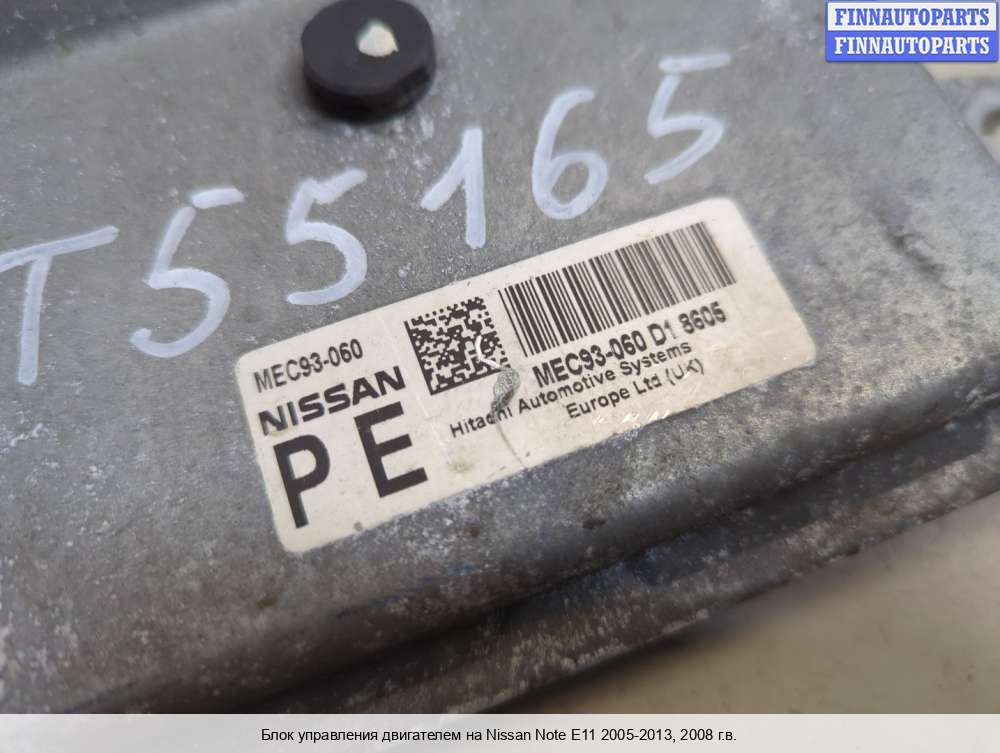 FINNAUTOPARTS
FINNAUTOPARTS
T55165
MEC93-060
NISSAN
PE
MEC93-060 D1 8605
Hitachi Automotive Systems
Europe Ltd (UK)
Блок управления двигателем на Nissan Note E11 2005-2013, 2008 г.в.